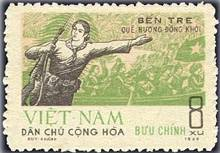 BẾN TRE
QUÊ HƯƠNG ĐỒNG KHỞI
VIỆT-NAM
DÂN CHỦ CỘNG HÒA
BƯU CHÍNH
8 XU